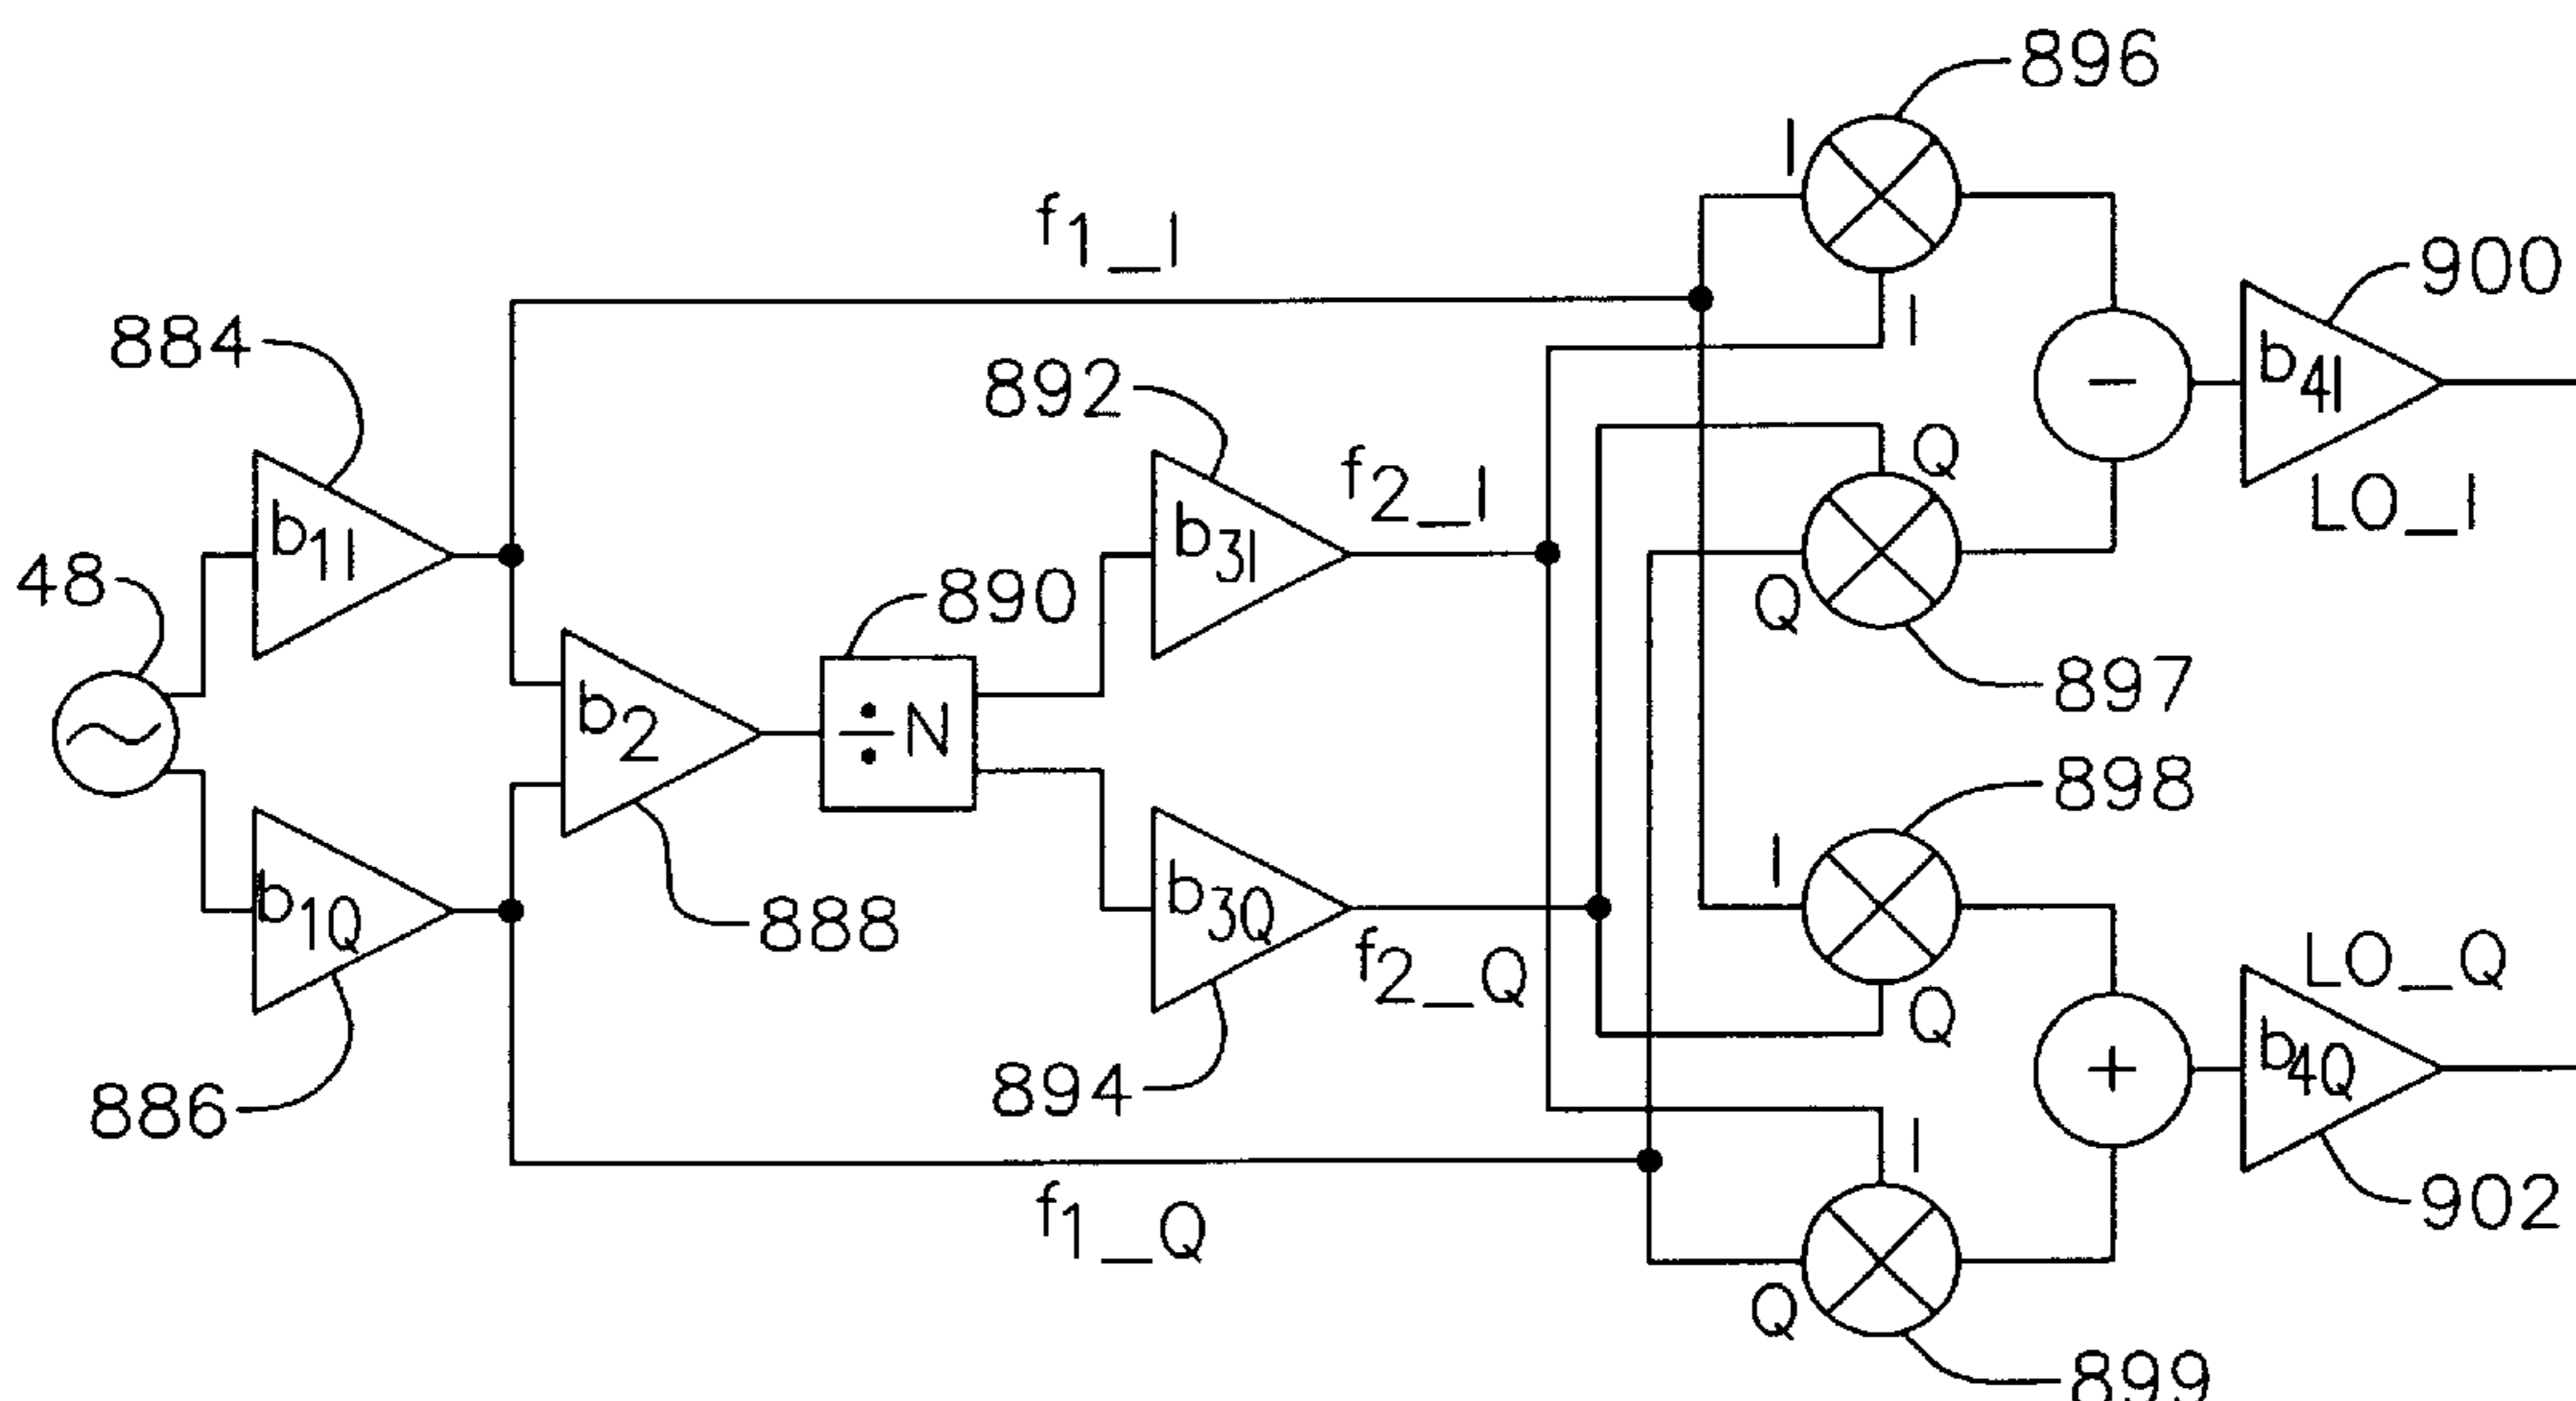 896
I
f1_I
900
884
I
b4I
892
Q
f2_I
LO_I
b1I
b3I
48
890
Q
897
b2
÷N
898
I
b1Q
b3Q
888
LO_Q
f2_Q
Q
b4Q
894
886
I
f1_Q
902
Q
899